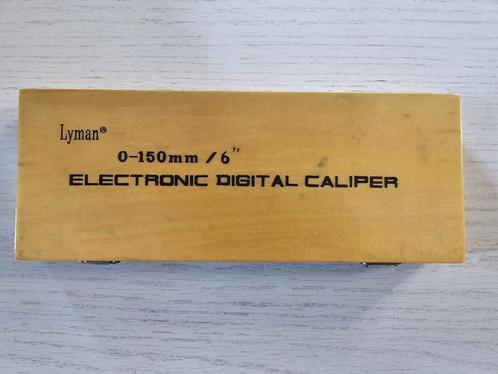 Lyman®
0-150mm / 6"
ELECTRONIC DIGITAL CALIPER